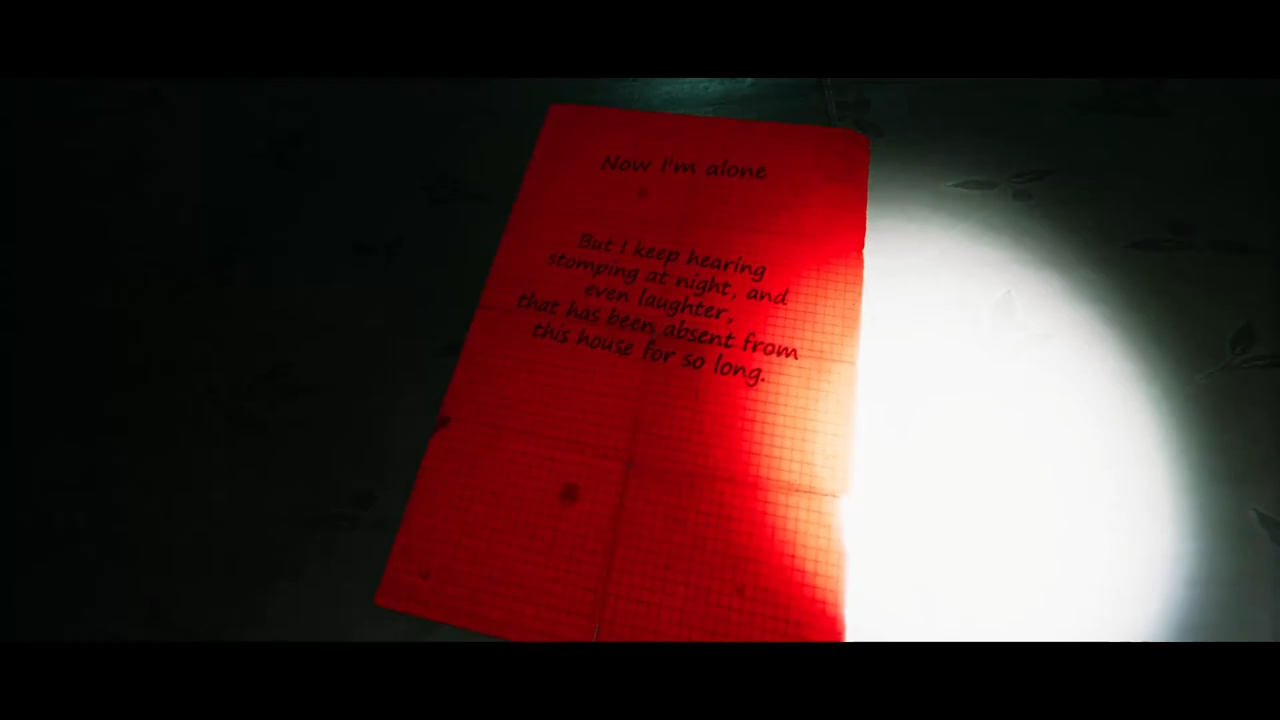 Now I'm alone
But I keep hearing
stomping at night, and
even laughter,
that has been absent from
this house for so long.